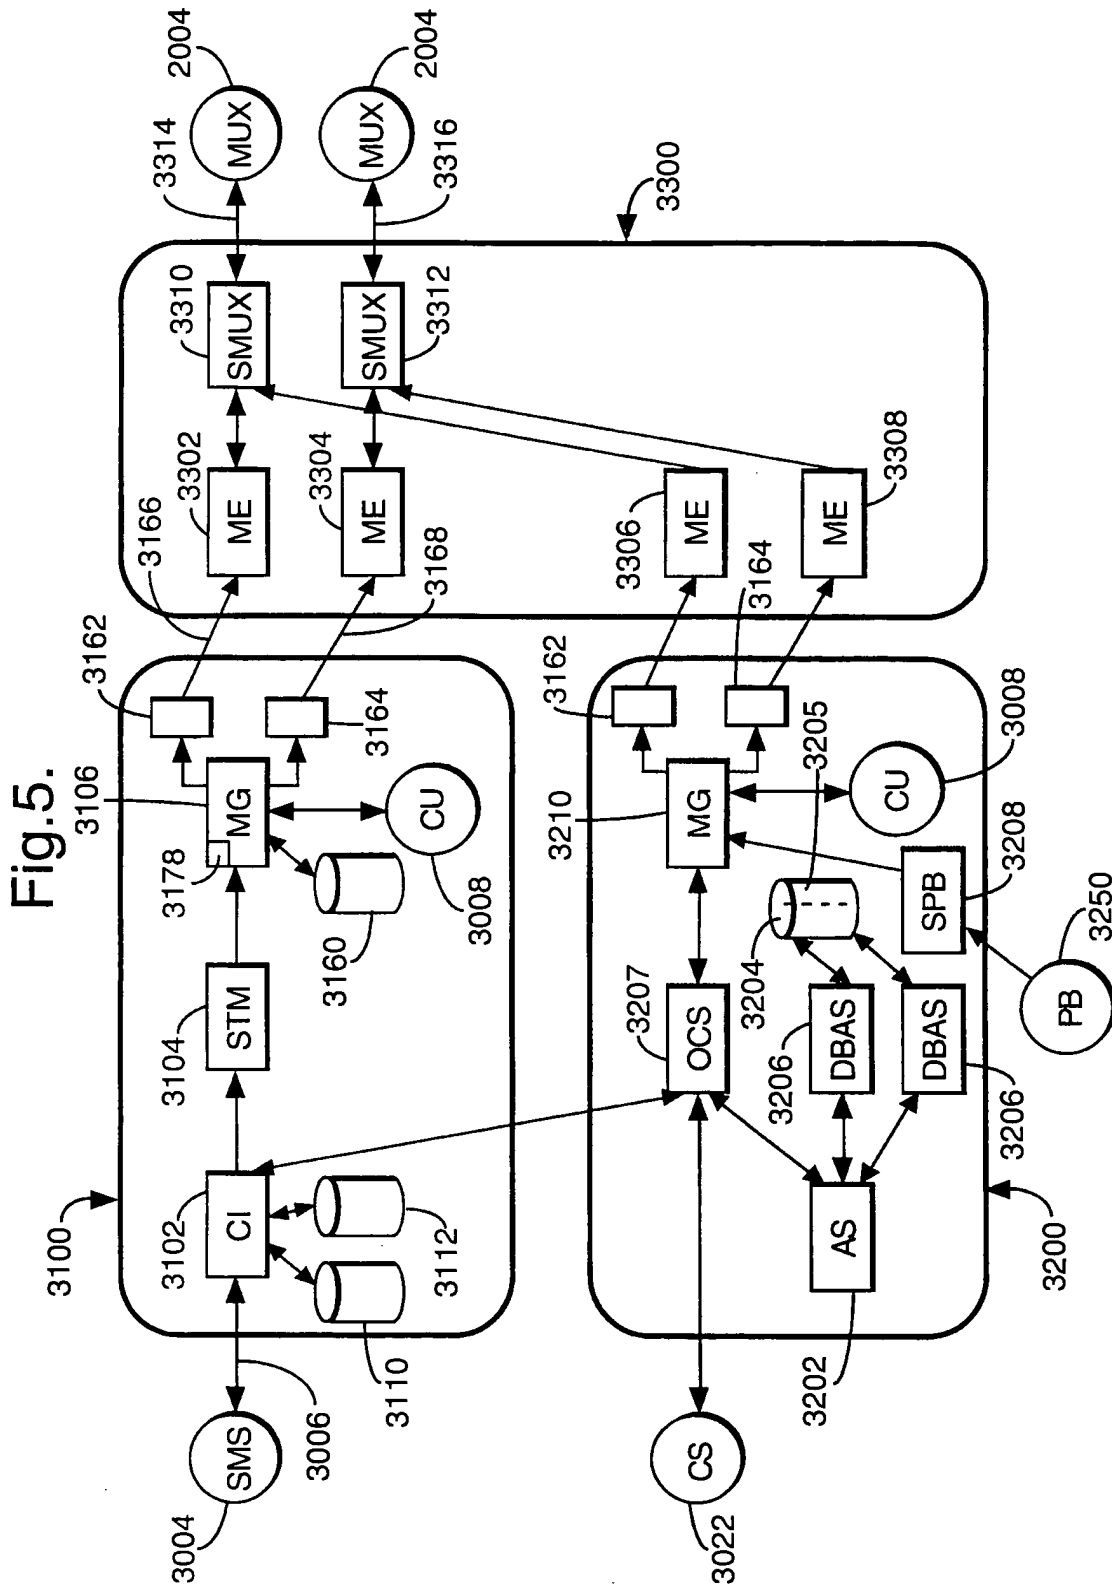 Fig.5.
3100
3106
3162
3166
3302
3310
3314
2004
3102
3104
3178
SMS
CI
STM
MG
ME
SMUX
MUX
3004
3006
3110
3112
3160
CU
3008
3164
3168
3304
ME
3312
SMUX
3316
MUX
2004
3300
3207
3210
3162
3306
CS
OCS
MG
ME
3022
3164
3204
3205
3206
AS
DBAS
CU
3008
ME
3308
3202
DBAS
SPB
3206
3208
3200
PB
3250